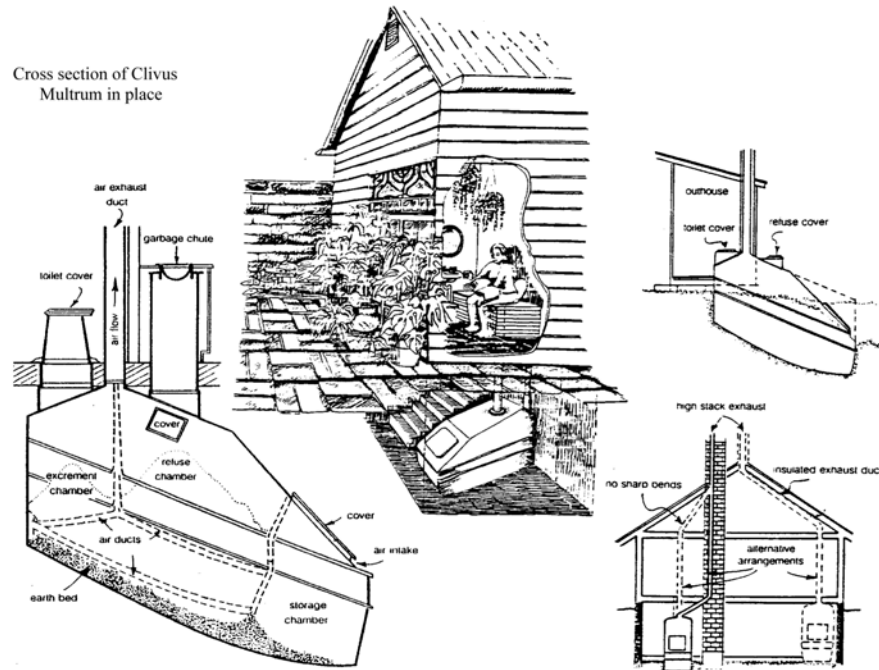 Cross section of Clivus
Multrum in place
air exhaust
duct
garbage chute
toilet cover
air flow
cover
refuse
chamber
excrement
chamber
cover
air intake
air ducts
earth bed
storage
chamber
outhouse
toilet cover
refuse cover
high stack exhaust
insulated exhaust duc
no sharp bends
alternative
arrangements